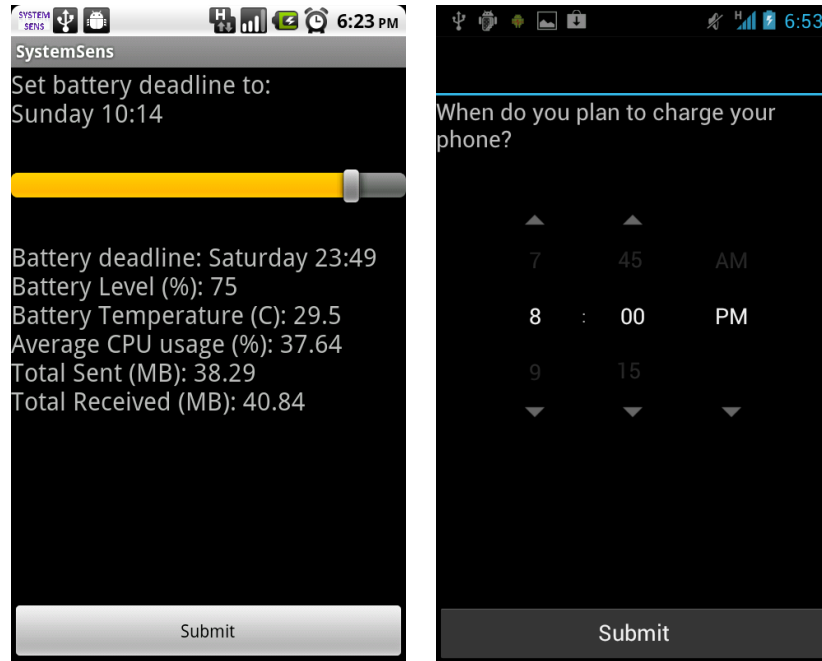 SYSTEM
SENS
H
6:23 PM
SystemSens
Set battery deadline to:
Sunday 10:14
Battery deadline: Saturday 23:49
Battery Level (%): 75
Battery Temperature (C): 29.5
Average CPU usage (%): 37.64
Total Sent (MB): 38.29
Total Received (MB): 40.84
Submit
H
6:53
When do you plan to charge your
phone?
7 45 AM
8 : 00 PM
9 15
Submit